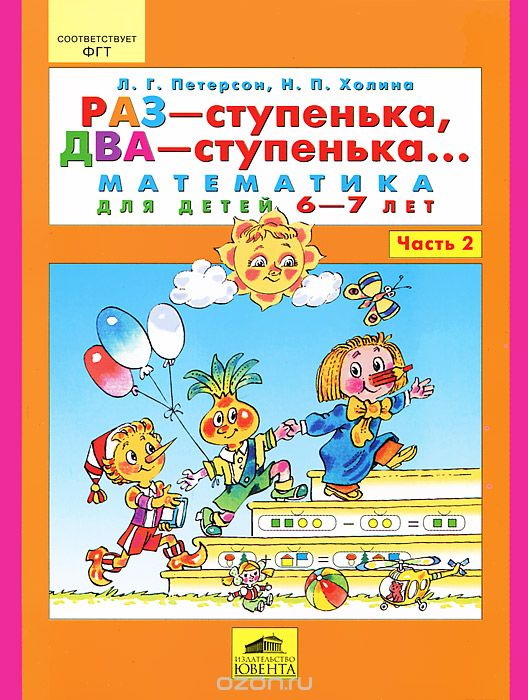 СООТВЕТСТВУЕТ
ФГТ
Л. Г. Петерсон, Н. П. Холина
РАЗ—ступенька,
ДВА—ступенька...
МАТЕМАТИКА
ДЛЯ ДЕТЕЙ 6—7 ЛЕТ
Часть 2
ИЗДАТЕЛЬСТВО
ЮВЕНТА
ozon.ru